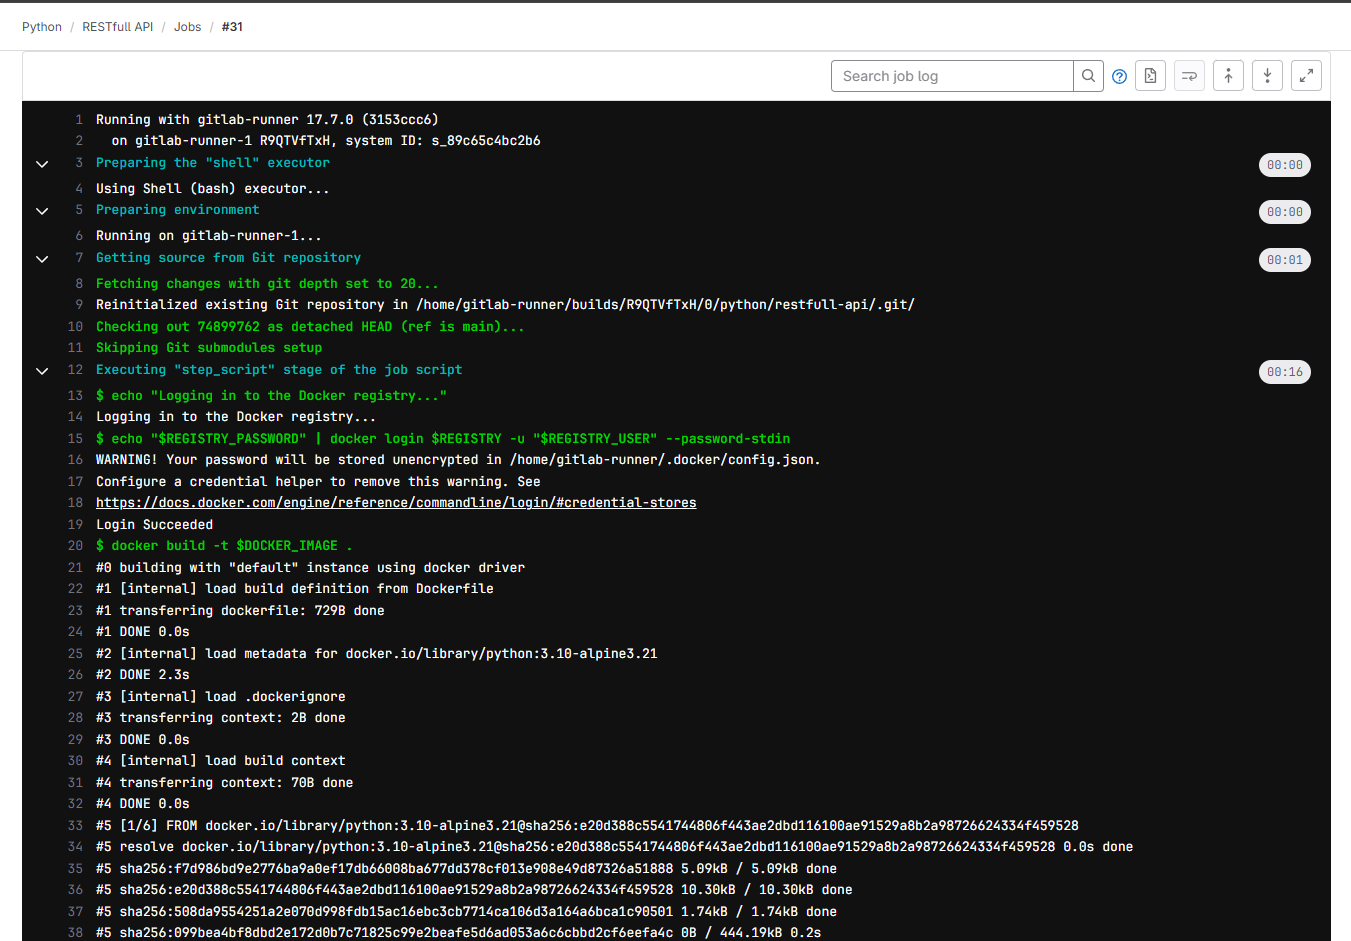 Python / RESTfull API / Jobs / #31
Search job log
1 Running with gitlab-runner 17.7.0 (3153ccc6)
2 on gitlab-runner-1 R9QTVfTxH, system ID: s_89c65c4bc2b6
3 Preparing the "shell" executor 00:00
4 Using Shell (bash) executor...
5 Preparing environment 00:00
6 Running on gitlab-runner-1...
7 Getting source from Git repository 00:01
8 Fetching changes with git depth set to 20...
9 Reinitialized existing Git repository in /home/gitlab-runner/builds/R9QTVfTxH/0/python/restfull-api/.git/
10 Checking out 74899762 as detached HEAD (ref is main)...
11 Skipping Git submodules setup
12 Executing "step_script" stage of the job script 00:16
13 $ echo "Logging in to the Docker registry..."
14 Logging in to the Docker registry...
15 $ echo "$REGISTRY_PASSWORD" | docker login $REGISTRY -u "$REGISTRY_USER" --password-stdin
16 WARNING! Your password will be stored unencrypted in /home/gitlab-runner/.docker/config.json.
17 Configure a credential helper to remove this warning. See
18 https://docs.docker.com/engine/reference/commandline/login/#credential-stores
19 Login Succeeded
20 $ docker build -t $DOCKER_IMAGE .
21 #0 building with "default" instance using docker driver
22 #1 [internal] load build definition from Dockerfile
23 #1 transferring dockerfile: 729B done
24 #1 DONE 0.0s
25 #2 [internal] load metadata for docker.io/library/python:3.10-alpine3.21
26 #2 DONE 2.3s
27 #3 [internal] load .dockerignore
28 #3 transferring context: 2B done
29 #3 DONE 0.0s
30 #4 [internal] load build context
31 #4 transferring context: 70B done
32 #4 DONE 0.0s
33 #5 [1/6] FROM docker.io/library/python:3.10-alpine3.21@sha256:e20d388c5541744806f443ae2dbd116100ae91529a8b2a98726624334f459528
34 #5 resolve docker.io/library/python:3.10-alpine3.21@sha256:e20d388c5541744806f443ae2dbd116100ae91529a8b2a98726624334f459528 0.0s done
35 #5 sha256:f7d986bd9e2776ba9a0ef17db66008ba677dd378cf013e908e49d87326a51888 5.09kB / 5.09kB done
36 #5 sha256:e20d388c5541744806f443ae2dbd116100ae91529a8b2a98726624334f459528 10.30kB / 10.30kB done
37 #5 sha256:508da9554251a2e070d998fdb15ac16ebc3cb7714ca106d3a164a6bca1c90501 1.74kB / 1.74kB done
38 #5 sha256:099bea4bf8dbd2e172d0b7c71825c99e2beafe5d6ad053a6c6cbbd2cf6eefa4c 0B / 444.19kB 0.2s